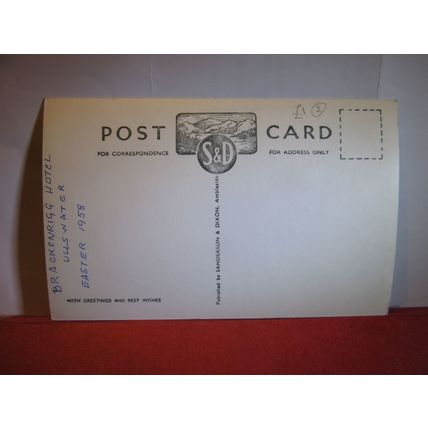 £1 3
POST CARD
S&D
FOR CORRESPONDENCE
FOR ADDRESS ONLY
BRACKENRIGG HOTEL
ULLSWATER
EASTER 1958
Published by SANDERSON & DIXON, Ambleside
WITH GREETINGS AND BEST WISHES